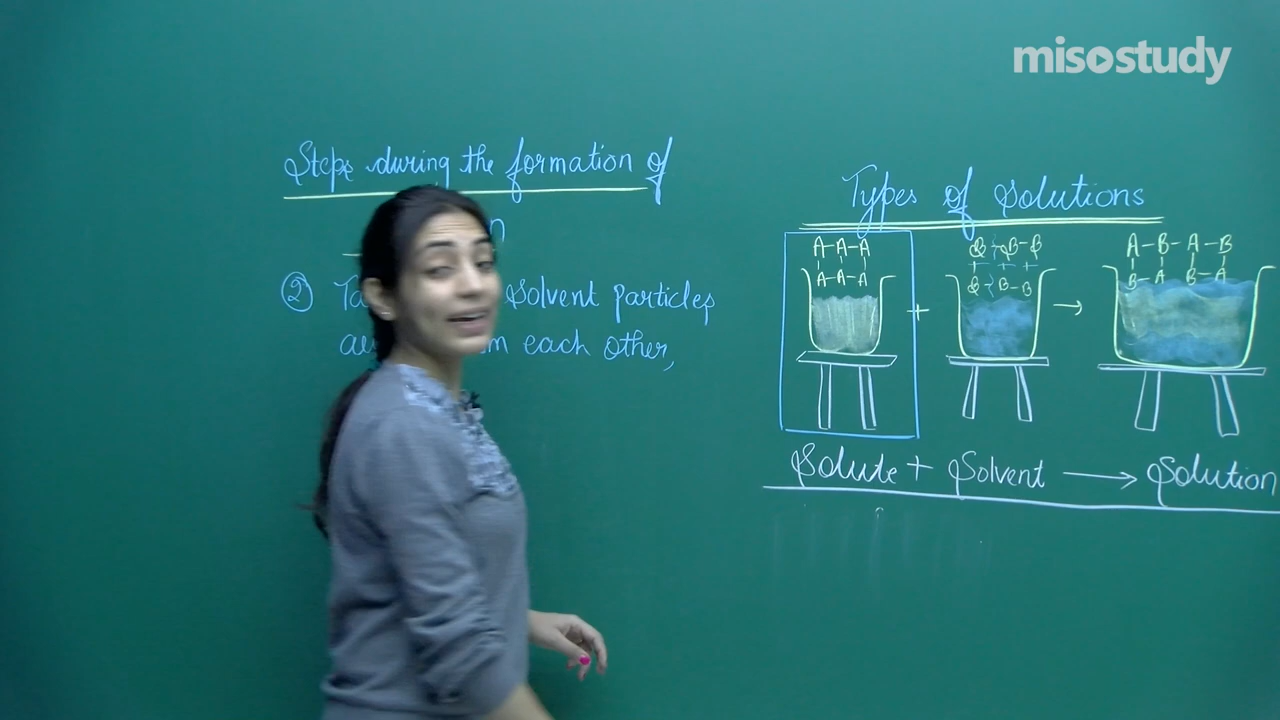 misostudy
Steps during the formation of
n
② solvent particles
each other,
Types of Solutions
A-A-A
A-A-A
B B-B
B B-B
A-B-A-B
B-A B-A
+ →
Solute + Solvent → Solution